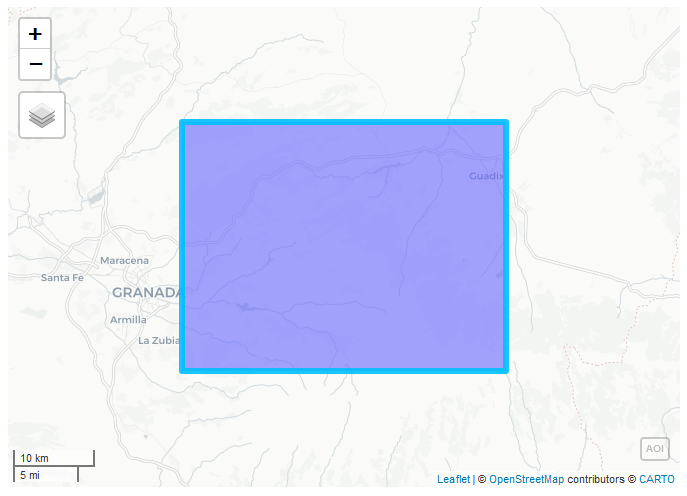 +
−
Guadix
Maracena
Santa Fe
GRANADA
Armilla
La Zubia
10 km
5 mi
AOI
Leaflet | © OpenStreetMap contributors © CARTO